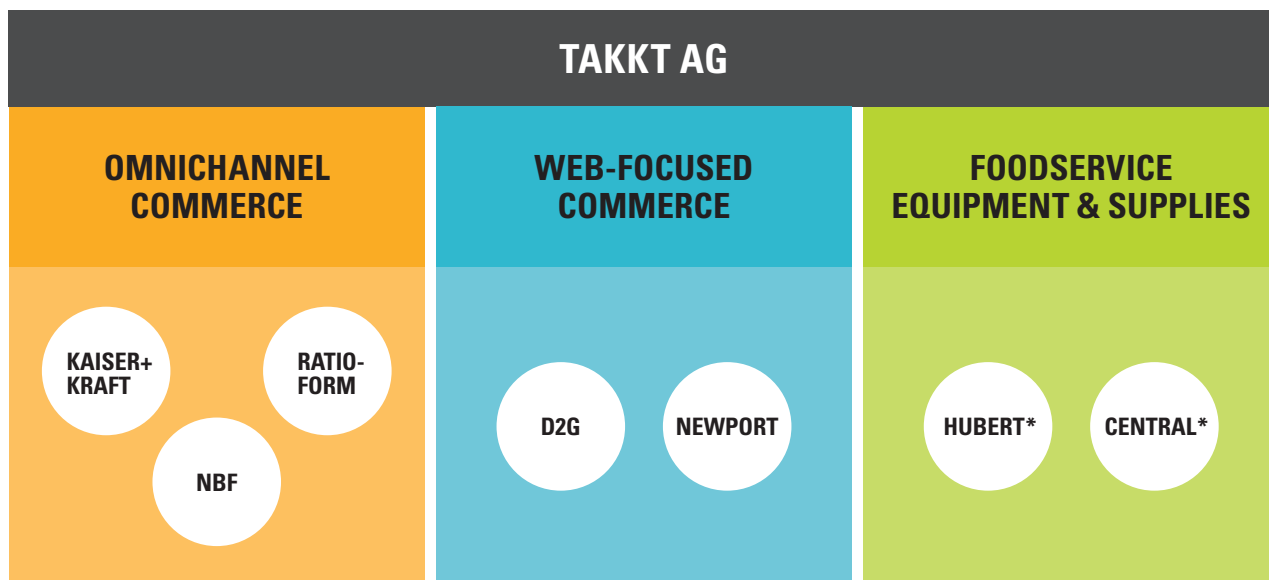 TAKKT AG
OMNICHANNEL
COMMERCE
WEB-FOCUSED
COMMERCE
FOODSERVICE
EQUIPMENT & SUPPLIES
KAISER+
KRAFT
RATIO-
FORM
NBF
D2G
NEWPORT
HUBERT*
CENTRAL*